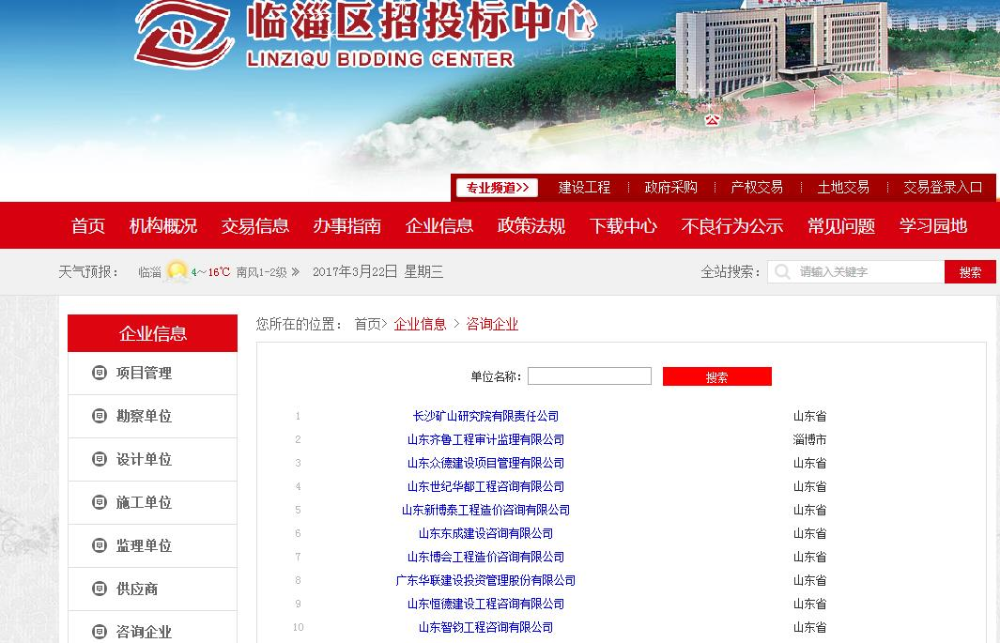 临淄区招投标中心
LINZIQU BIDDING CENTER
专业频道>> 建设工程 政府采购 产权交易 土地交易 交易登录入口
首页 机构概况 交易信息 办事指南 企业信息 政策法规 下载中心 不良行为公示 常见问题 学习园地
天气预报： 临淄 4～16℃ 南风1-2级 >> 2017年3月22日 星期三 全站搜索： 请输入关键字 搜索
企业信息
项目管理
勘察单位
设计单位
施工单位
监理单位
供应商
咨询企业
您所在的位置： 首页> 企业信息 > 咨询企业
单位名称： 搜索
1 长沙矿山研究院有限责任公司 山东省
2 山东齐鲁工程审计监理有限公司 淄博市
3 山东众德建设项目管理有限公司 山东省
4 山东世纪华都工程咨询有限公司 山东省
5 山东新博泰工程造价咨询有限公司 山东省
6 山东东成建设咨询有限公司 山东省
7 山东博会工程造价咨询有限公司 山东省
8 广东华联建设投资管理股份有限公司 山东省
9 山东恒德建设工程咨询有限公司 山东省
10 山东智钧工程咨询有限公司 山东省